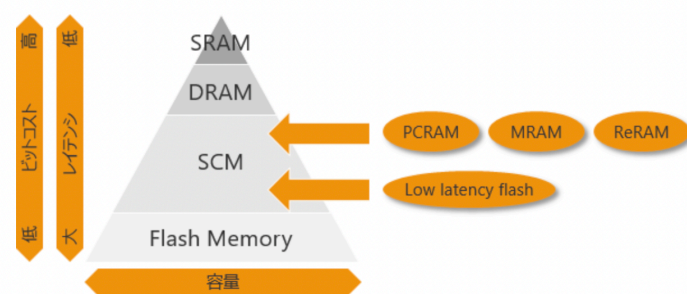 高
ビットコスト
低
低
レイテンシ
大
SRAM
DRAM
SCM
Flash Memory
PCRAM
MRAM
ReRAM
Low latency flash
容量